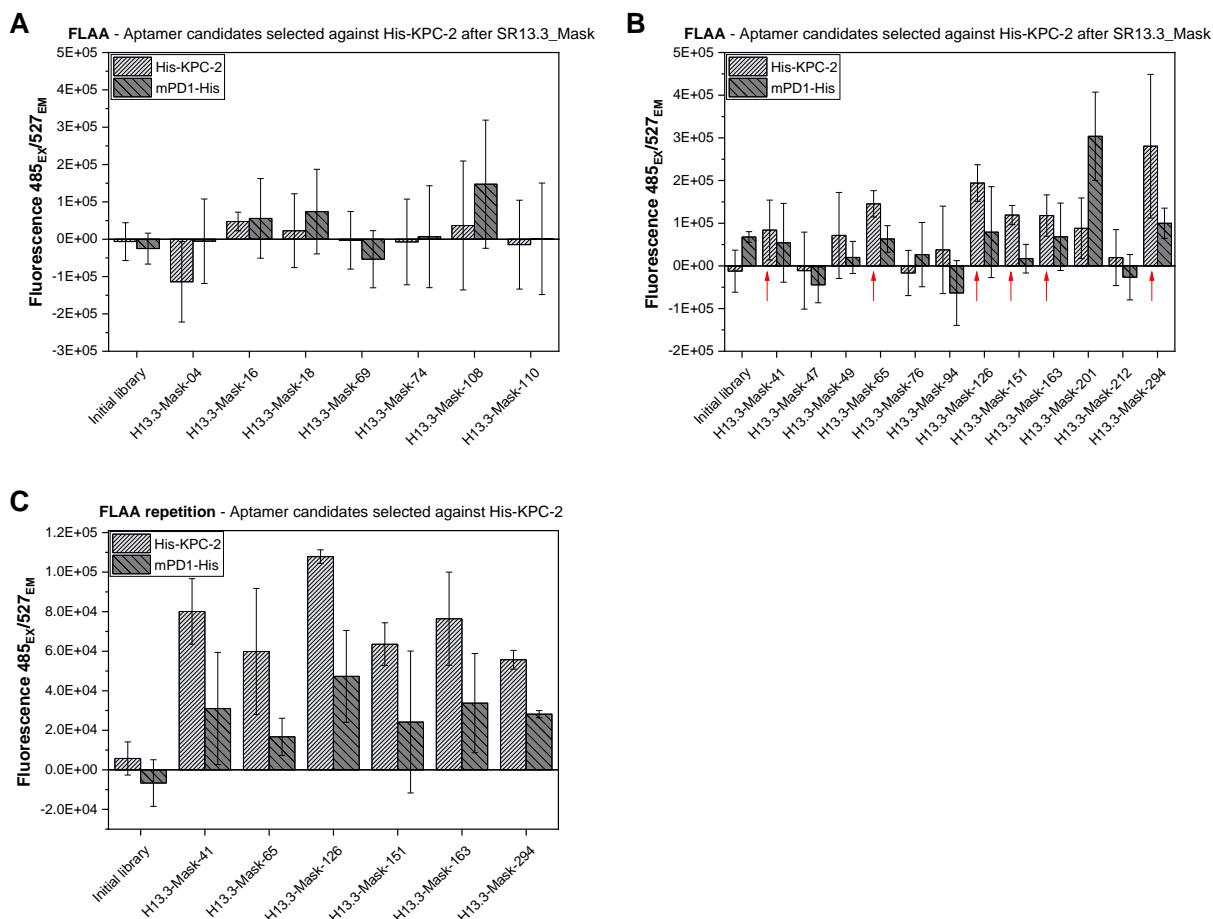 A
FLAA - Aptamer candidates selected against His-KPC-2 after SR13.3_Mask
His-KPC-2
mPD1-His
Fluorescence 485EX/527EM
5E+05
4E+05
3E+05
2E+05
1E+05
0E+00
-1E+05
-2E+05
-3E+05
Initial library
H13.3-Mask-04
H13.3-Mask-16
H13.3-Mask-18
H13.3-Mask-69
H13.3-Mask-74
H13.3-Mask-108
H13.3-Mask-110
B
FLAA - Aptamer candidates selected against His-KPC-2 after SR13.3_Mask
His-KPC-2
mPD1-His
Fluorescence 485EX/527EM
5E+05
4E+05
3E+05
2E+05
1E+05
0E+00
-1E+05
-2E+05
Initial library
H13.3-Mask-41
H13.3-Mask-47
H13.3-Mask-49
H13.3-Mask-65
H13.3-Mask-76
H13.3-Mask-94
H13.3-Mask-126
H13.3-Mask-151
H13.3-Mask-163
H13.3-Mask-201
H13.3-Mask-212
H13.3-Mask-294
C
FLAA repetition - Aptamer candidates selected against His-KPC-2
His-KPC-2
mPD1-His
Fluorescence 485EX/527EM
1.2E+05
1.0E+05
8.0E+04
6.0E+04
4.0E+04
2.0E+04
0.0E+00
-2.0E+04
Initial library
H13.3-Mask-41
H13.3-Mask-65
H13.3-Mask-126
H13.3-Mask-151
H13.3-Mask-163
H13.3-Mask-294